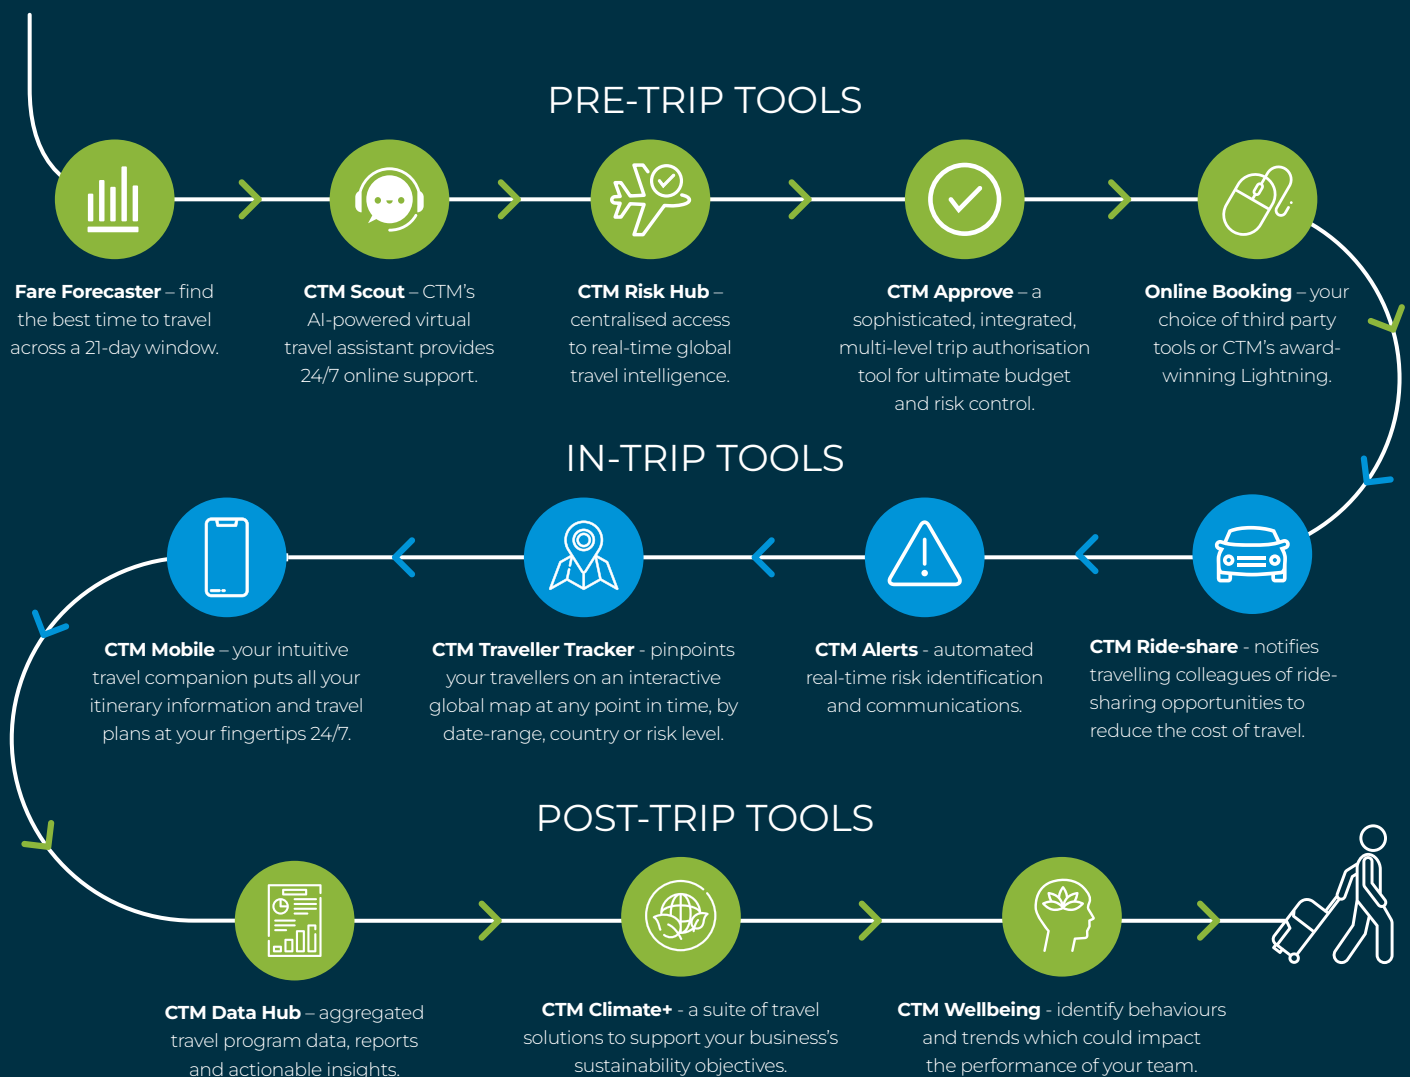 PRE-TRIP TOOLS
Fare Forecaster – find
the best time to travel
across a 21-day window.
CTM Scout – CTM's
AI-powered virtual
travel assistant provides
24/7 online support.
CTM Risk Hub –
centralised access
to real-time global
travel intelligence.
CTM Approve – a
sophisticated, integrated,
multi-level trip authorisation
tool for ultimate budget
and risk control.
Online Booking – your
choice of third party
tools or CTM's award-
winning Lightning.
IN-TRIP TOOLS
CTM Mobile – your intuitive
travel companion puts all your
itinerary information and travel
plans at your fingertips 24/7.
CTM Traveller Tracker - pinpoints
your travellers on an interactive
global map at any point in time, by
date-range, country or risk level.
CTM Alerts - automated
real-time risk identification
and communications.
CTM Ride-share - notifies
travelling colleagues of ride-
sharing opportunities to
reduce the cost of travel.
POST-TRIP TOOLS
CTM Data Hub – aggregated
travel program data, reports
and actionable insights.
CTM Climate+ - a suite of travel
solutions to support your business's
sustainability objectives.
CTM Wellbeing - identify behaviours
and trends which could impact
the performance of your team.